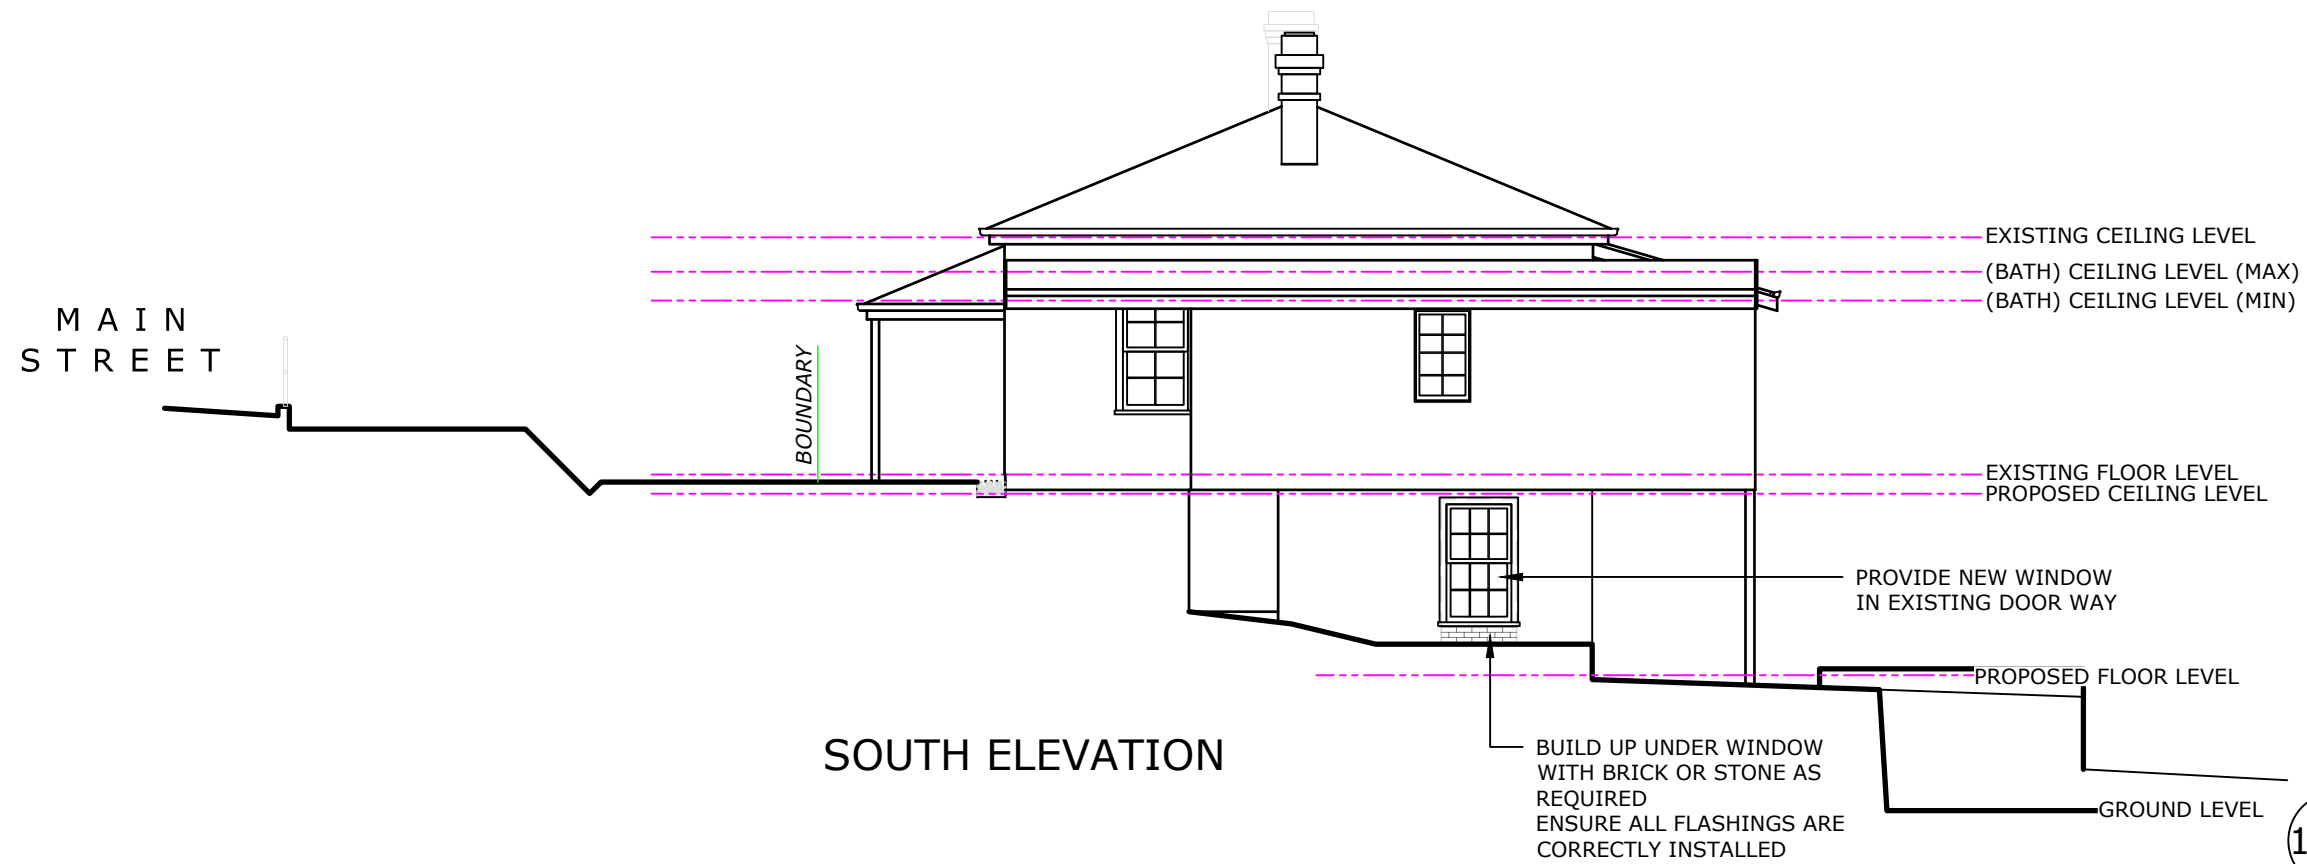 EXISTING CEILING LEVEL
(BATH) CEILING LEVEL (MAX)
(BATH) CEILING LEVEL (MIN)
M A I N
S T R E E T
BOUNDARY
EXISTING FLOOR LEVEL
PROPOSED CEILING LEVEL
PROVIDE NEW WINDOW
IN EXISTING DOOR WAY
PROPOSED FLOOR LEVEL
SOUTH ELEVATION
BUILD UP UNDER WINDOW
WITH BRICK OR STONE AS
REQUIRED
ENSURE ALL FLASHINGS ARE
CORRECTLY INSTALLED
GROUND LEVEL
1